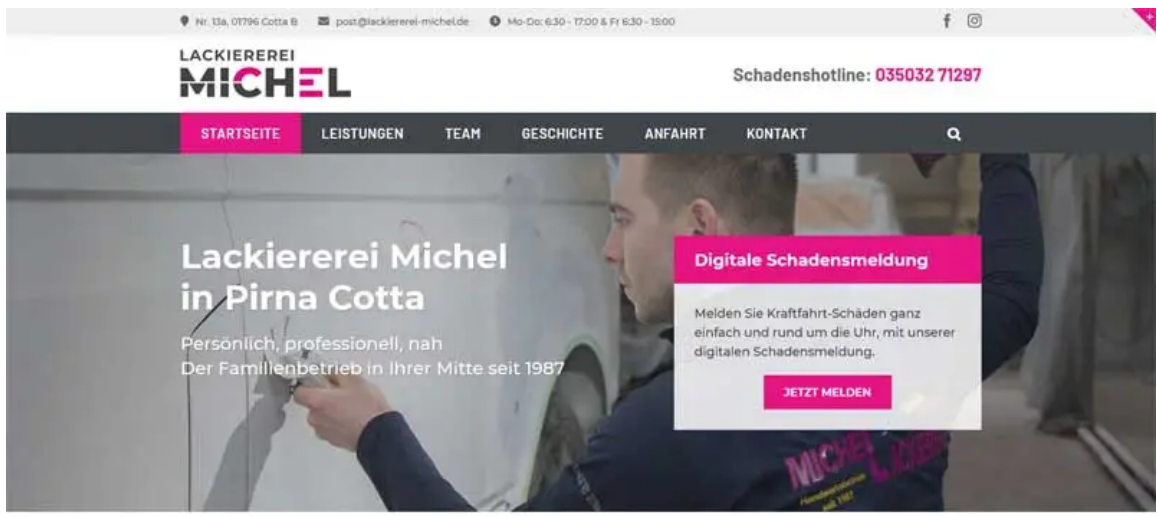 Nr. 13a, 01796 Cotta B post@lackiererei-michel.de Mo-Do: 6:30 - 17:00 & Fr 6:30 - 15:00
LACKIEREREI
MICHEL
Schadenshotline: 035032 71297
STARTSEITE LEISTUNGEN TEAM GESCHICHTE ANFAHRT KONTAKT
Lackiererei Michel
in Pirna Cotta
Persönlich, professionell, nah
Der Familienbetrieb in Ihrer Mitte seit 1987
Digitale Schadensmeldung
Melden Sie Kraftfahrt-Schäden ganz
einfach und rund um die Uhr, mit unserer
digitalen Schadensmeldung.
JETZT MELDEN
MICHEL
seit 1987